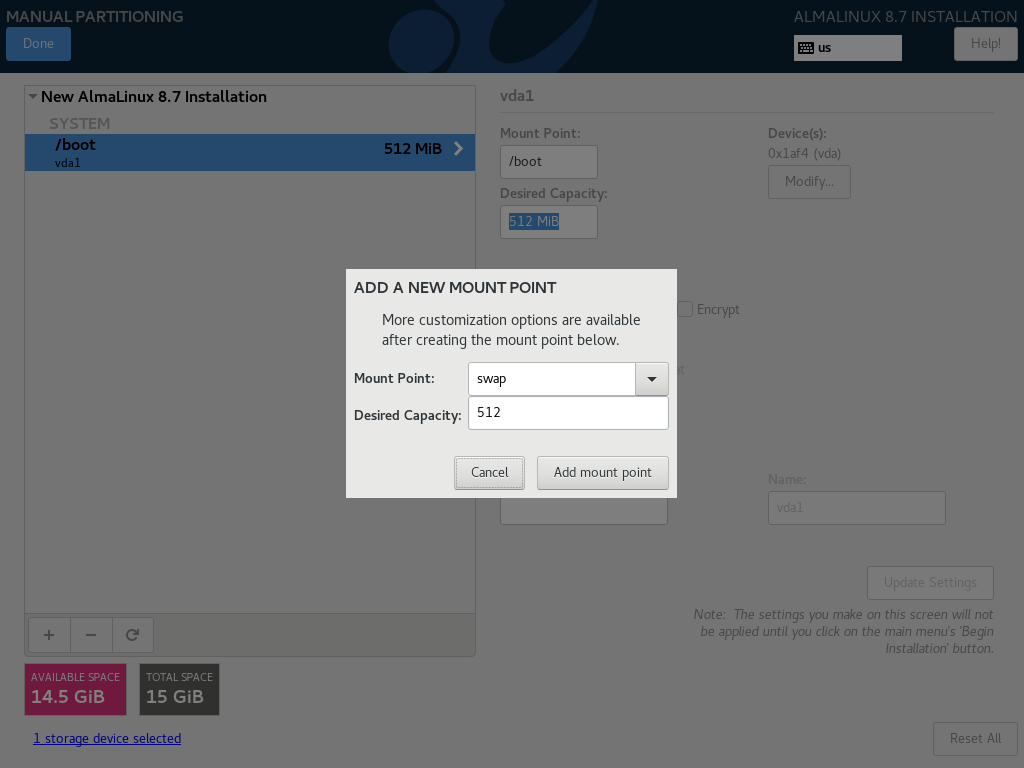 MANUAL PARTITIONING
Done
ALMALINUX 8.7 INSTALLATION
us
Help!
New AlmaLinux 8.7 Installation
SYSTEM
/boot
vda1
512 MiB
vda1
Mount Point:
/boot
Desired Capacity:
512 MiB
Device(s):
0x1af4 (vda)
Modify...
Encrypt
ADD A NEW MOUNT POINT
More customization options are available
after creating the mount point below.
Mount Point:
swap
Desired Capacity:
512
Cancel
Add mount point
Name:
vda1
Update Settings
Note: The settings you make on this screen will not
be applied until you click on the main menu's 'Begin
Installation' button.
+
−
AVAILABLE SPACE
14.5 GiB
TOTAL SPACE
15 GiB
1 storage device selected
Reset All